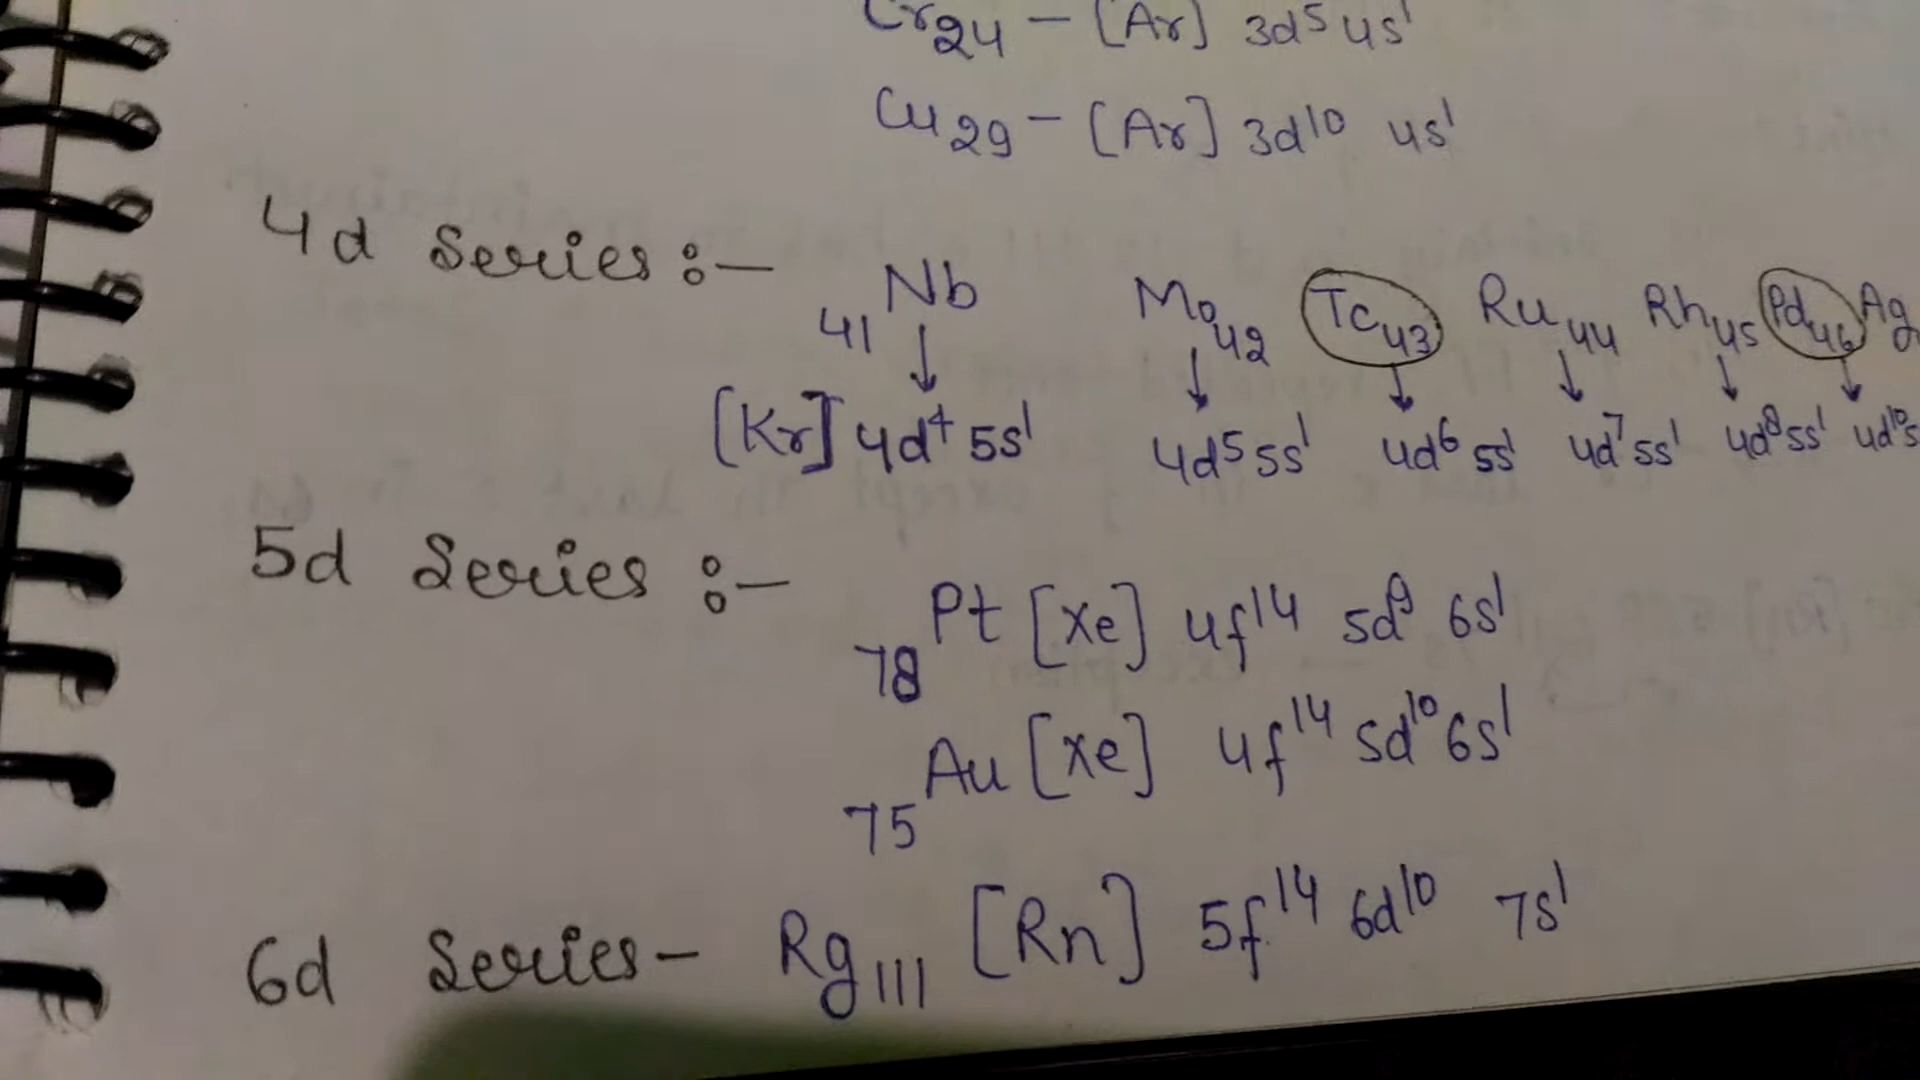 Cr24 - [Ar] 3d5 4s1
Cu29 - [Ar] 3d10 4s1
4d Series :- 41Nb Mo42 Tc43 Ru44 Rh45 Pd46 Ag
[Kr] 4d4 5s1 4d5 5s1 4d6 5s1 4d7 5s1 4d8 5s1 4d10
5d Series :- 78Pt [Xe] 4f14 5d9 6s1
75Au [Xe] 4f14 5d10 6s1
6d Series - Rg111 [Rn] 5f14 6d10 7s1